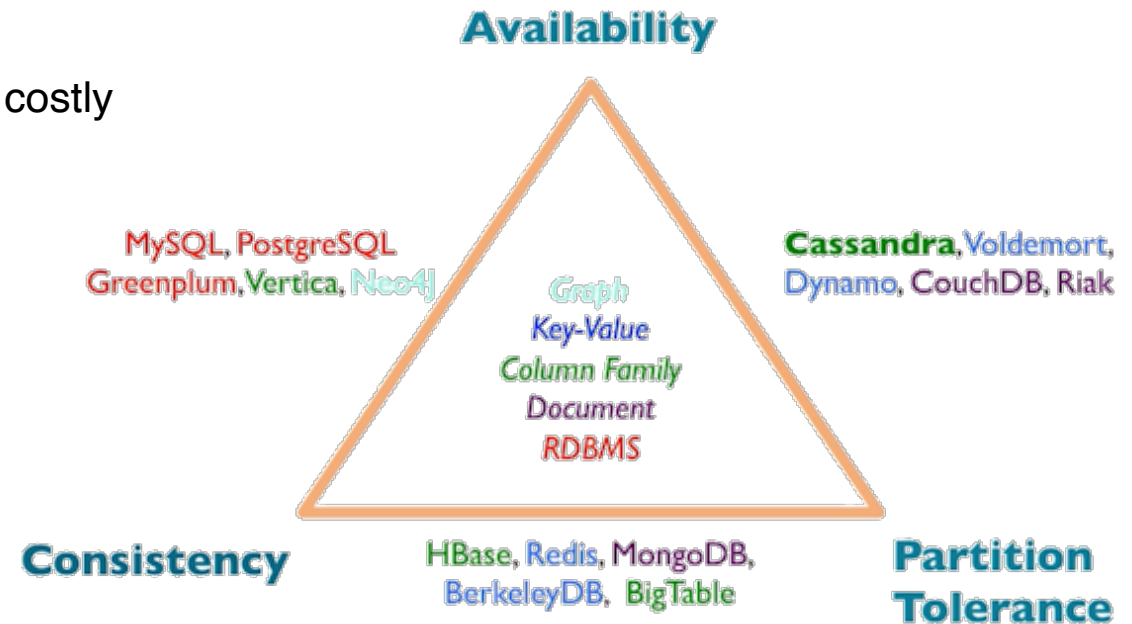 Availability
costly
MySQL, PostgreSQL
Greenplum, Vertica, Neo4J
Cassandra, Voldemort,
Dynamo, CouchDB, Riak
Graph
Key-Value
Column Family
Document
RDBMS
Consistency
HBase, Redis, MongoDB,
BerkeleyDB, BigTable
Partition
Tolerance